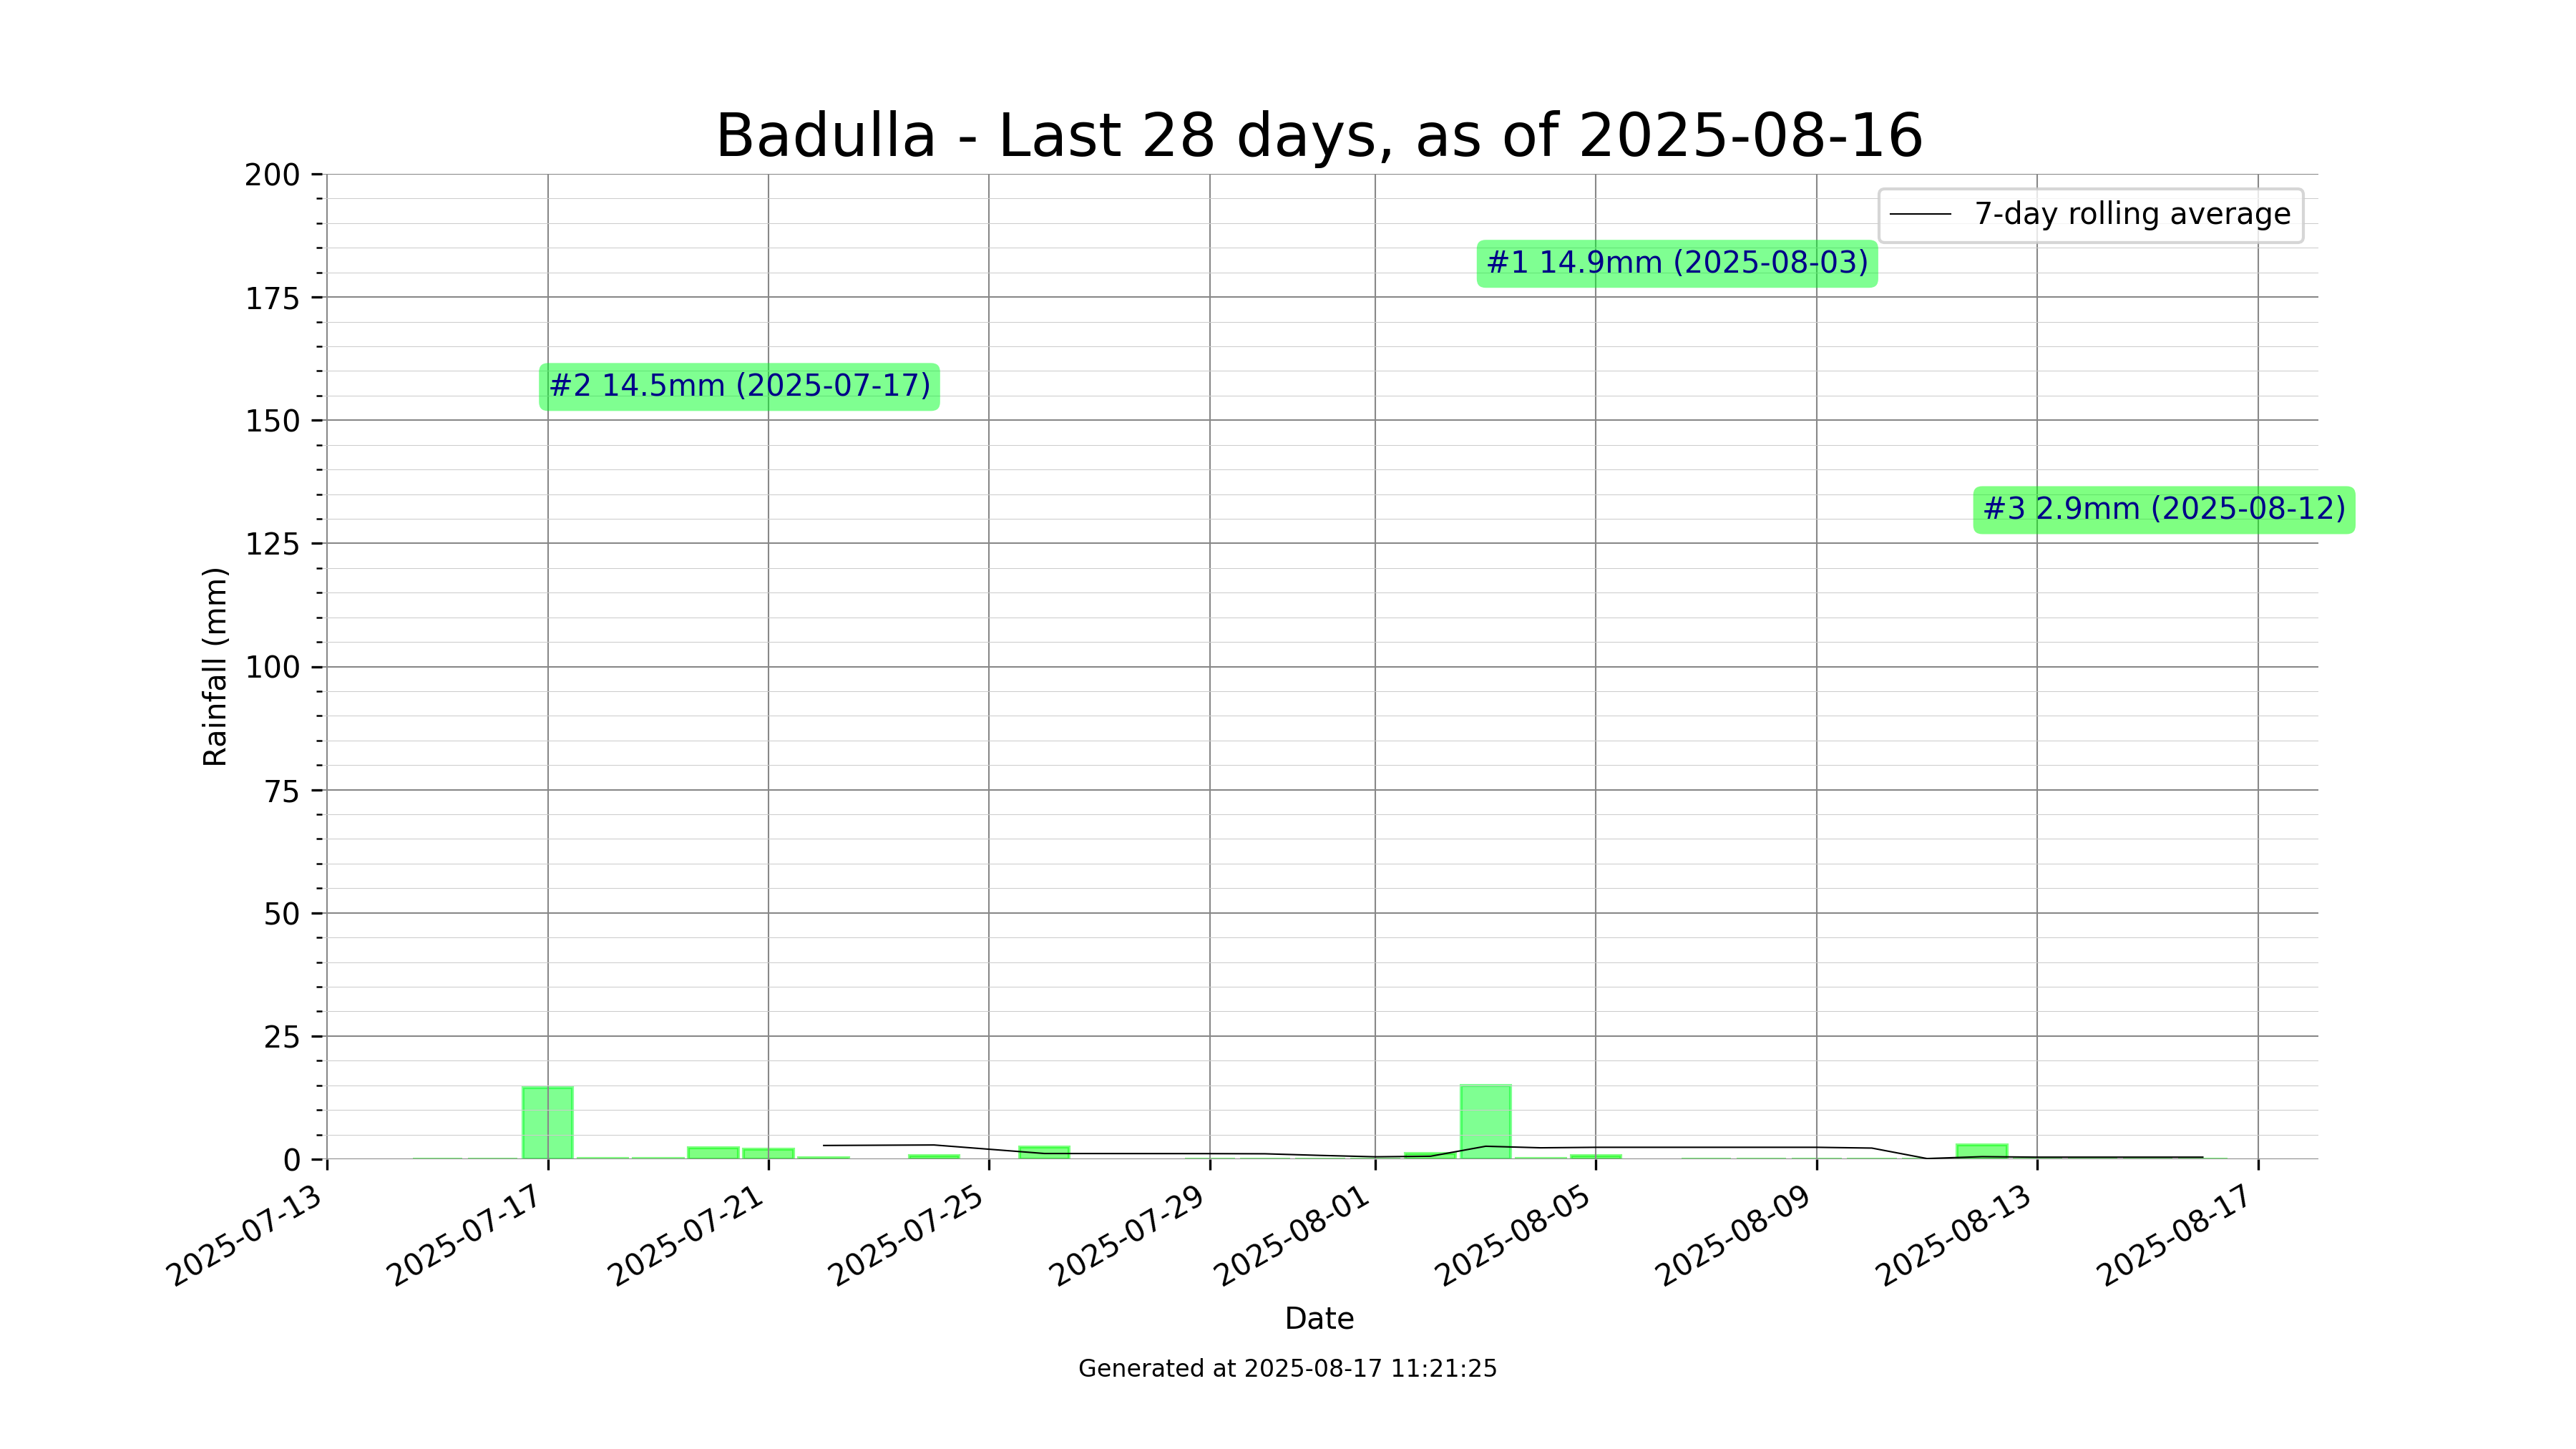 Badulla - Last 28 days, as of 2025-08-16
200
175
150
125
100
75
50
25
0
Rainfall (mm)
7-day rolling average
#1 14.9mm (2025-08-03)
#2 14.5mm (2025-07-17)
#3 2.9mm (2025-08-12)
2025-07-13
2025-07-17
2025-07-21
2025-07-25
2025-07-29
2025-08-01
2025-08-05
2025-08-09
2025-08-13
2025-08-17
Date
Generated at 2025-08-17 11:21:25